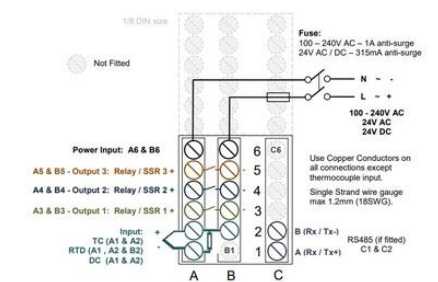 1/8 DIN size
Fuse:
100 – 240V AC – 1A anti-surge
24V AC / DC – 315mA anti-surge
Not Fitted
N ~ -
L ~ +
100 - 240V AC
24V AC
24V DC
Power Input: A6 & B6
6
C6
A5 & B5 - Output 3: Relay / SSR 3 +
- 5
A4 & B4 - Output 2: Relay / SSR 2 +
- 4
A3 & B3 - Output 1: Relay / SSR 1 +
- 3
Use Copper Conductors on
all connections except
thermocouple input.
Single Strand wire gauge
max 1.2mm (18SWG).
Input:
TC (A1 & A2)
RTD (A1 , A2 & B2)
DC (A1 & A2)
+
-
2
B1
1
B (Rx / Tx-)
A (Rx / Tx+)
RS485 (if fitted)
C1 & C2
A B C